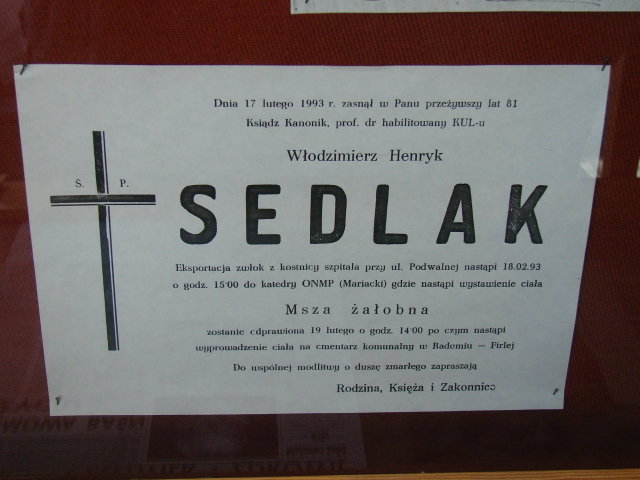 Dnia 17 lutego 1993 r. zasnął w Panu przeżywszy lat 81
Ksiądz Kanonik, prof. dr habilitowany KUL-u
Włodzimierz Henryk
Ś. P.
SEDLAK
Eksportacja zwłok z kostnicy szpitala przy ul. Podwalnej nastąpi 18.02.93
o godz. 15·00 do katedry ONMP (Mariacki) gdzie nastąpi wystawienie ciała
Msza żałobna
zostanie cdprawiona 19 lutego o godz. 14·00 po czym nastąpi
wyprowadzenie ciała na cmentarz komunalny w Radomiu — Firlej
Do wspólnej modlitwy o duszę zmarłego zapraszają
Rodzina, Księża i Zakonnice